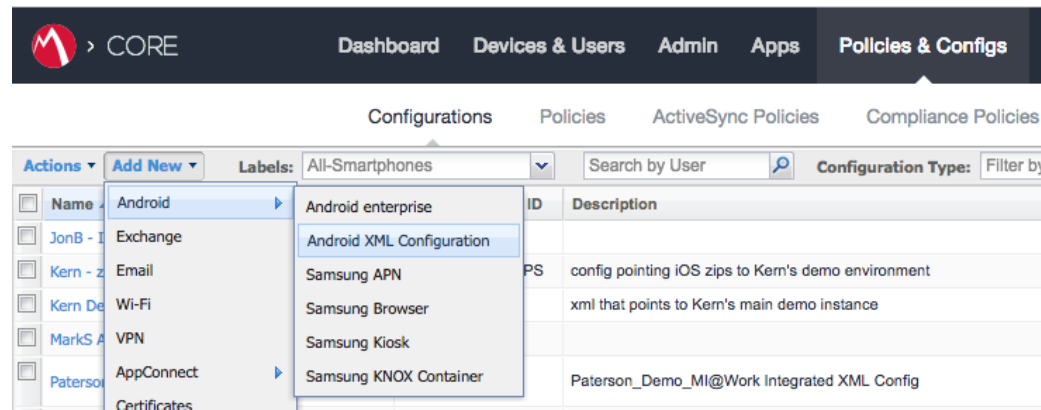 › CORE Dashboard Devices & Users Admin Apps Policies & Configs
Configurations Policies ActiveSync Policies Compliance Policies
Actions Add New Labels: All-Smartphones Search by User Configuration Type: Filter by
Name ID Description
Android
Exchange
Email
Wi-Fi
VPN
AppConnect
Certificates
Android enterprise
Android XML Configuration
Samsung APN
Samsung Browser
Samsung Kiosk
Samsung KNOX Container
JonB - I
Kern - z PS config pointing iOS zips to Kern's demo environment
Kern De xml that points to Kern's main demo instance
MarkS A
Paterso Paterson_Demo_MI@Work Integrated XML Config